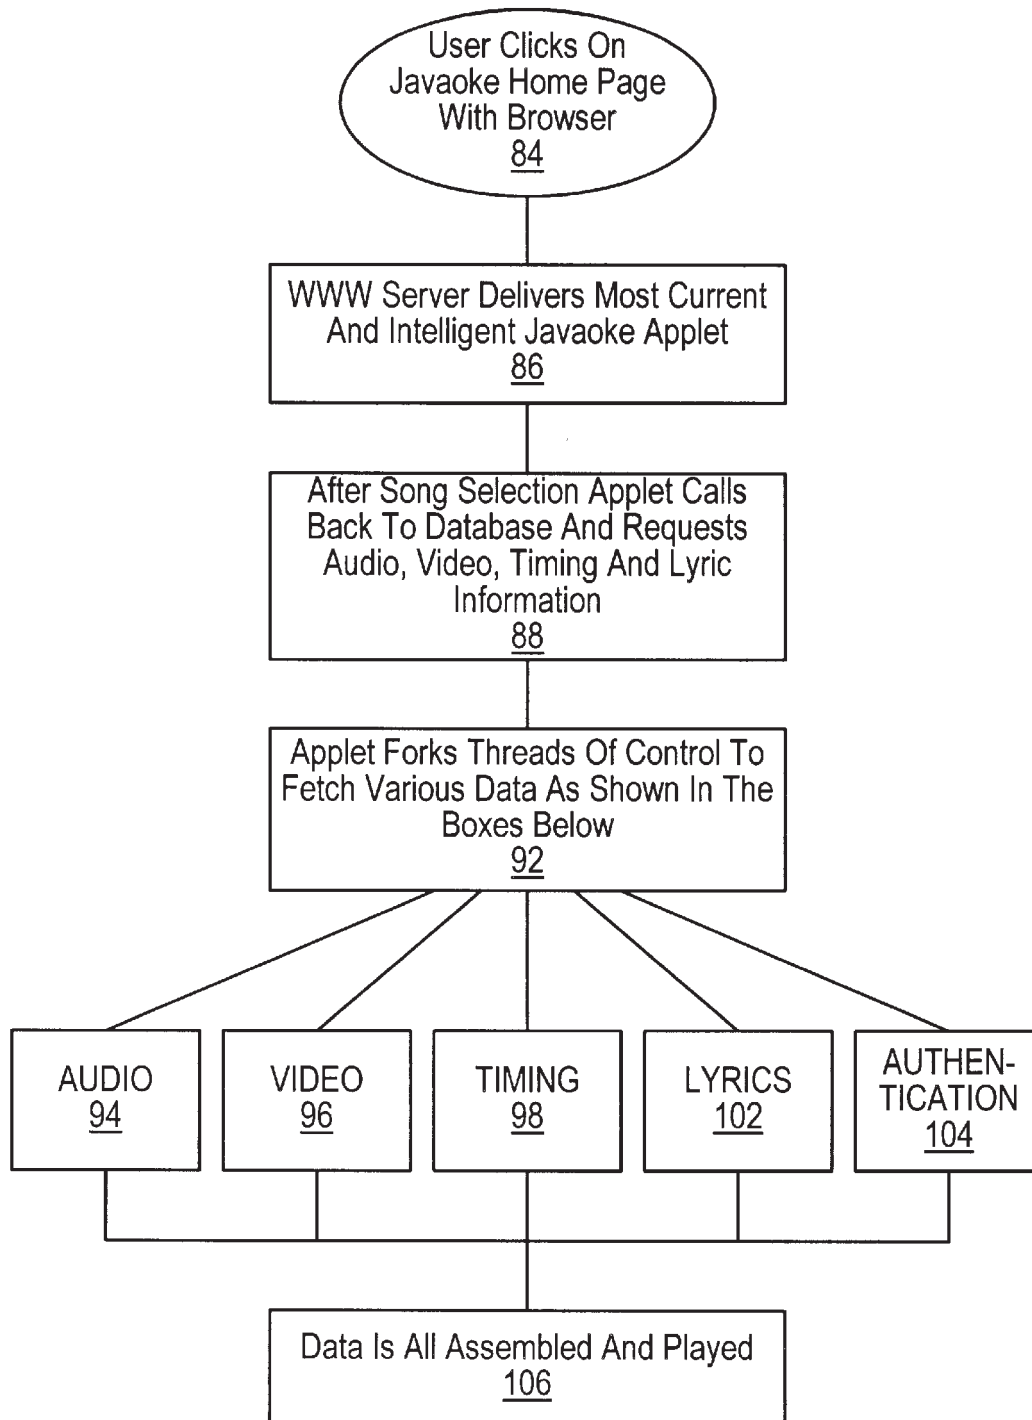 User Clicks On
Javaoke Home Page
With Browser
84
WWW Server Delivers Most Current
And Intelligent Javaoke Applet
86
After Song Selection Applet Calls
Back To Database And Requests
Audio, Video, Timing And Lyric
Information
88
Applet Forks Threads Of Control To
Fetch Various Data As Shown In The
Boxes Below
92
AUDIO
94
VIDEO
96
TIMING
98
LYRICS
102
AUTHEN-
TICATION
104
Data Is All Assembled And Played
106